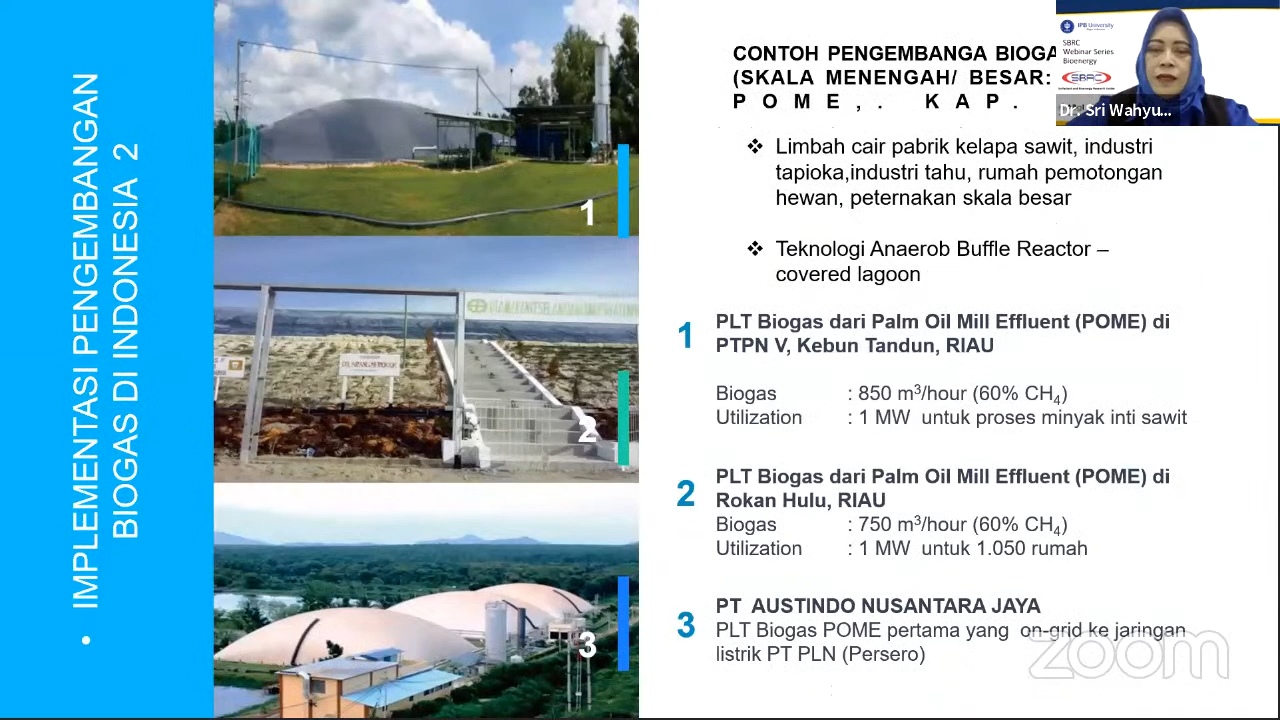 • IMPLEMENTASI PENGEMBANGAN
BIOGAS DI INDONESIA 2
1
2
3
CONTOH PENGEMBANGA BIOGA
(SKALA MENENGAH/ BESAR:
POME,. KAP.
❖ Limbah cair pabrik kelapa sawit, industri
tapioka,industri tahu, rumah pemotongan
hewan, peternakan skala besar
❖ Teknologi Anaerob Buffle Reactor –
covered lagoon
1 PLT Biogas dari Palm Oil Mill Effluent (POME) di
PTPN V, Kebun Tandun, RIAU
Biogas : 850 m³/hour (60% CH₄)
Utilization : 1 MW untuk proses minyak inti sawit
2 PLT Biogas dari Palm Oil Mill Effluent (POME) di
Rokan Hulu, RIAU
Biogas : 750 m³/hour (60% CH₄)
Utilization : 1 MW untuk 1.050 rumah
3 PT AUSTINDO NUSANTARA JAYA
PLT Biogas POME pertama yang on-grid ke jaringan
listrik PT PLN (Persero)
IPB University
SBRC
Webinar Series
Bioenergy
SBRC
Dr. Sri Wahyu...
zoom